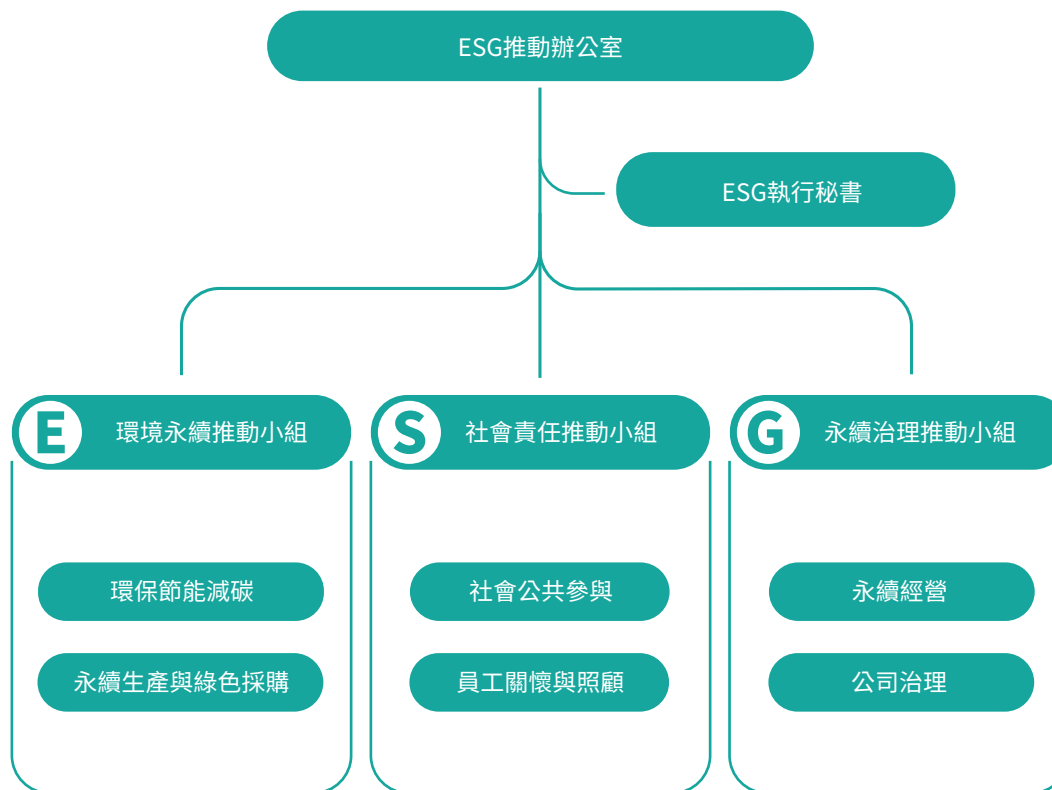 ESG推動辦公室
ESG執行秘書
E 環境永續推動小組
S 社會責任推動小組
G 永續治理推動小組
環保節能減碳
社會公共參與
永續經營
永續生產與綠色採購
員工關懷與照顧
公司治理